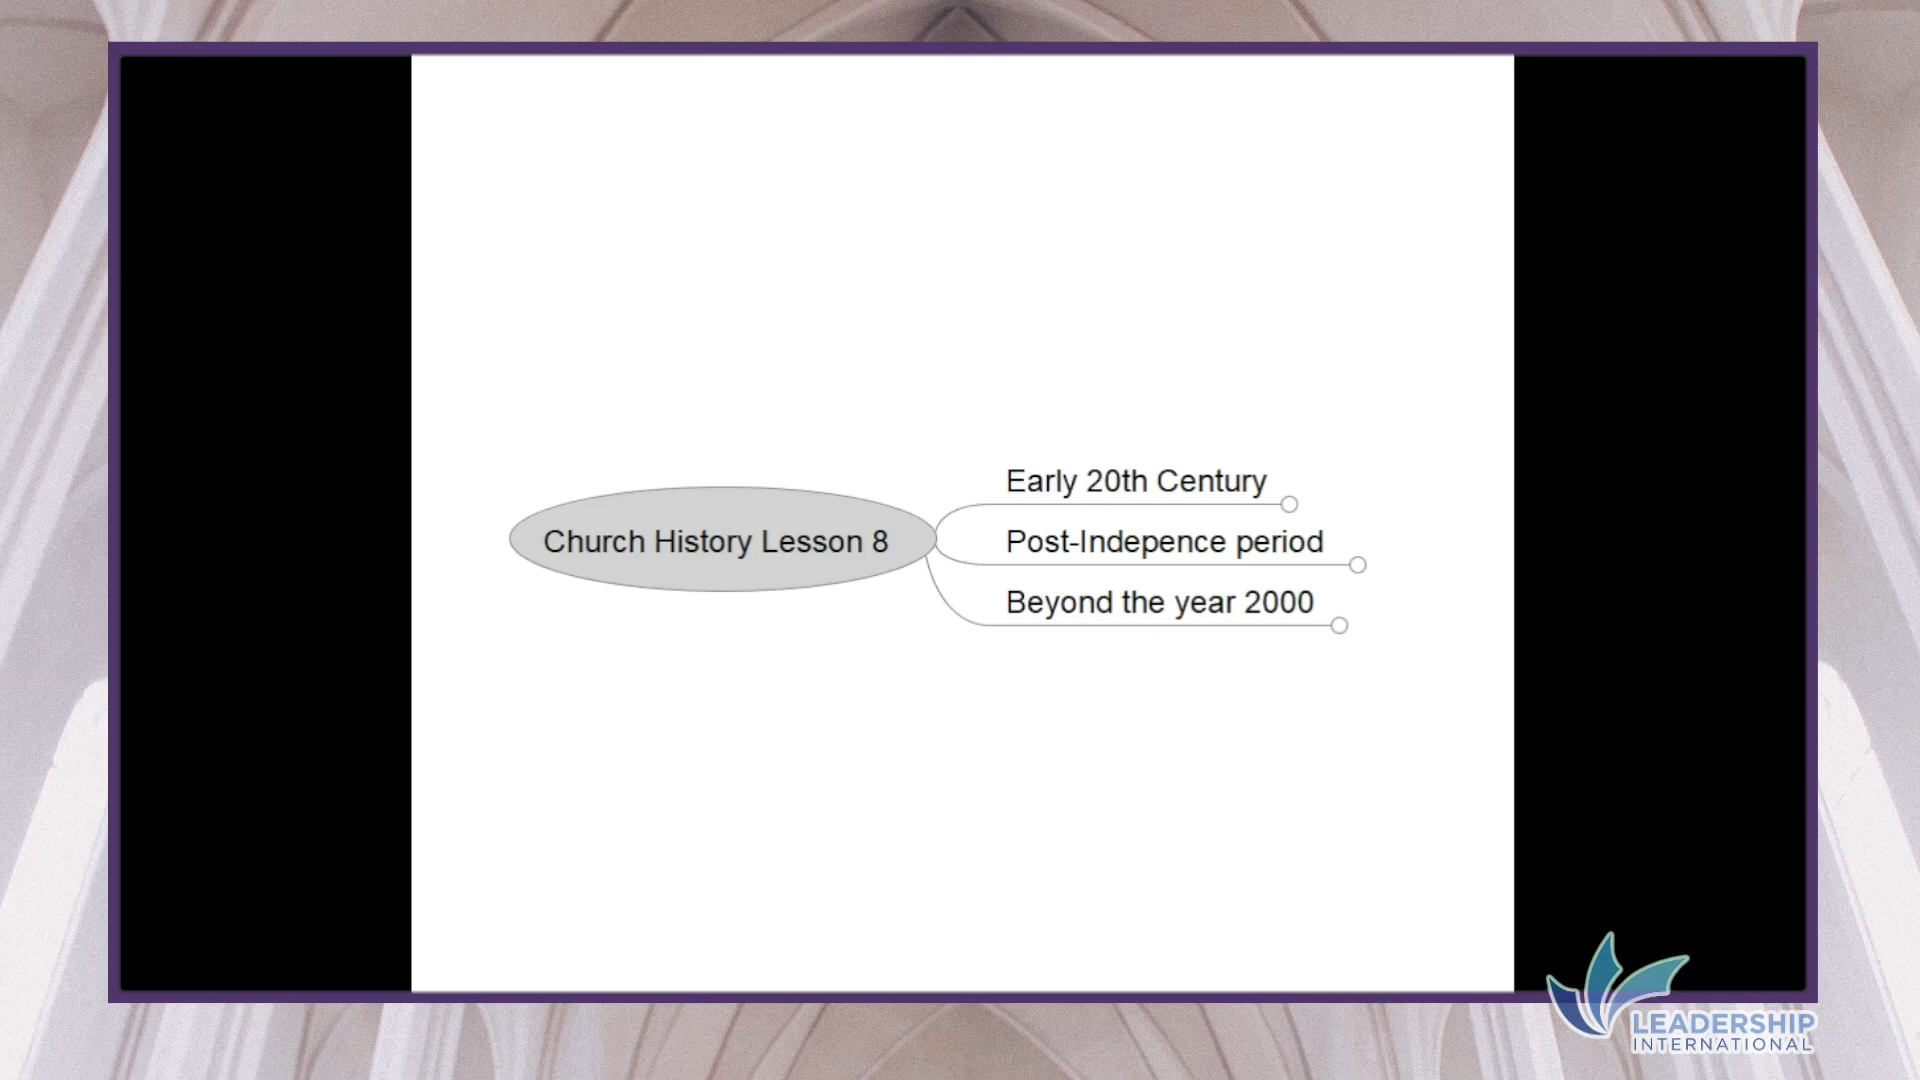 Early 20th Century
Church History Lesson 8
Post-Indepence period
Beyond the year 2000
LEADERSHIP
INTERNATIONAL